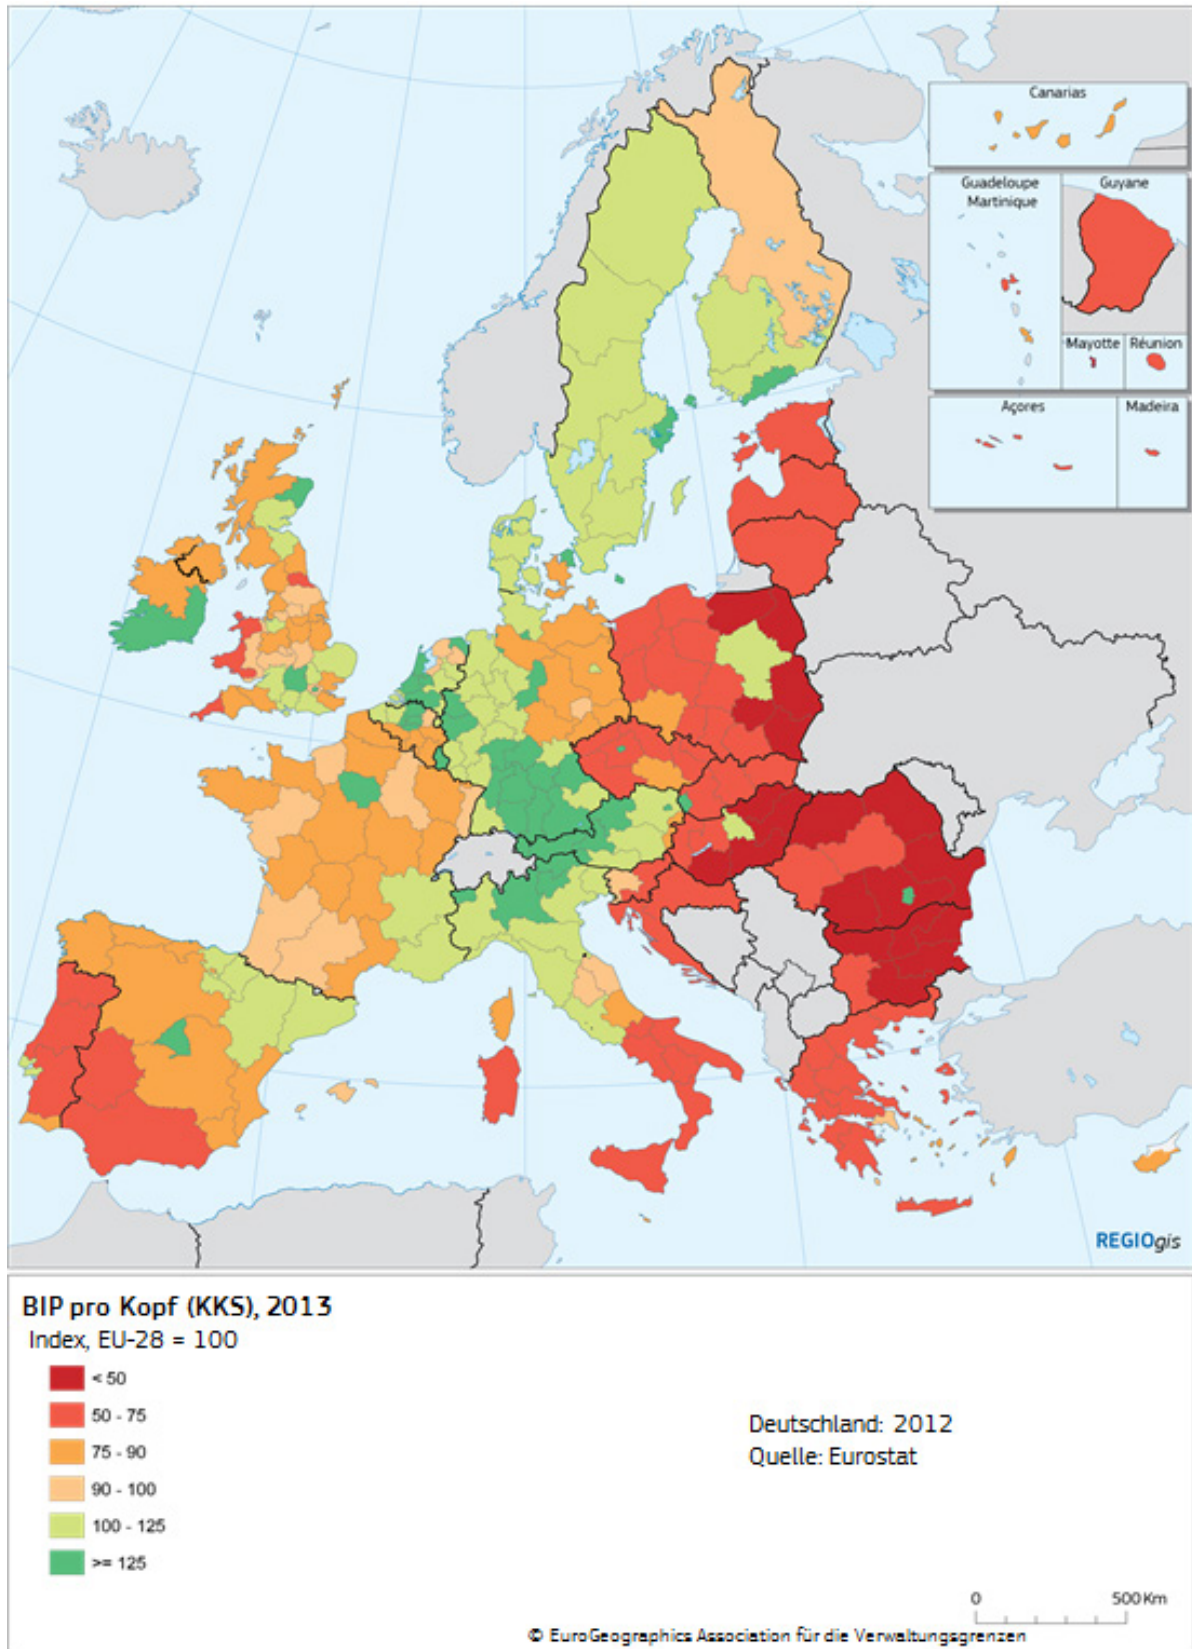 Canarias
Guadeloupe
Martinique
Guyane
Mayotte
Réunion
Açores
Madeira
REGIOgis
BIP pro Kopf (KKS), 2013
Index, EU-28 = 100
< 50
50 - 75
75 - 90
90 - 100
100 - 125
>= 125
Deutschland: 2012
Quelle: Eurostat
0 500 Km
© EuroGeographics Association für die Verwaltungsgrenzen